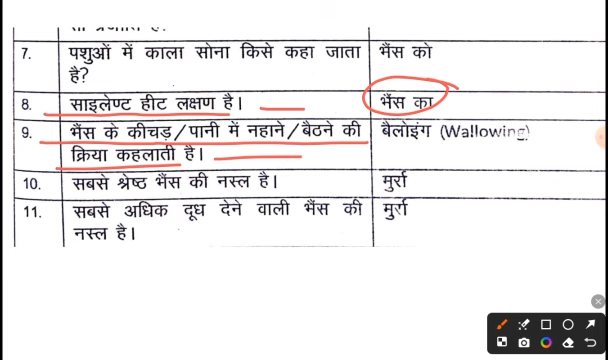 7. पशुओं में काला सोना किसे कहा जाता भैंस को
है?
8. साइलेण्ट हीट लक्षण है। भैंस का
9. भैंस के कीचड़/पानी में नहाने/बैठने की बैलोइंग (Wallowing)
क्रिया कहलाती है।
10. सबसे श्रेष्ठ भैंस की नस्ल है। मुर्रा
11. सबसे अधिक दूध देने वाली भैंस की मुर्रा
नस्ल है।